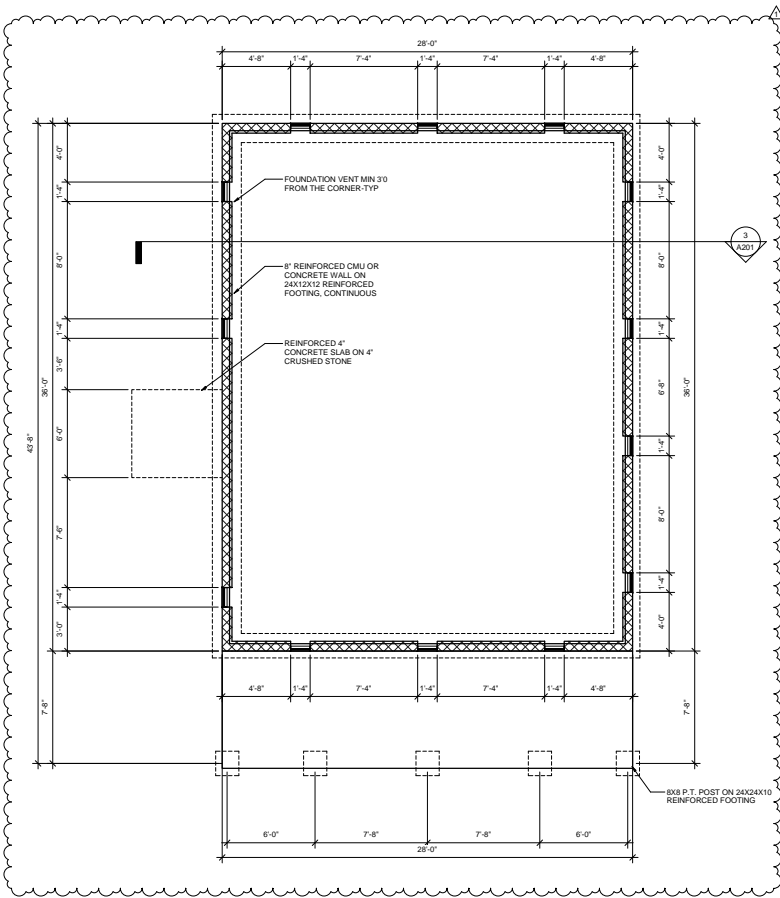 1
28'-0"
4'-8" 1'-4" 7'-4" 1'-4" 7'-4" 1'-4" 4'-8"
4'-0"
1'-4"
8'-0"
1'-4"
3'-6"
6'-0"
7'-6"
1'-4"
3'-0"
36'-0"
43'-8"
7'-8"
FOUNDATION VENT MIN 3'0
FROM THE CORNER-TYP
8" REINFORCED CMU OR
CONCRETE WALL ON
24X12X12 REINFORCED
FOOTING, CONTINUOUS
REINFORCED 4"
CONCRETE SLAB ON 4"
CRUSHED STONE
4'-0"
1'-4"
8'-0"
1'-4"
6'-8"
1'-4"
8'-0"
1'-4"
4'-0"
36'-0"
7'-8"
3
A201
4'-8" 1'-4" 7'-4" 1'-4" 7'-4" 1'-4" 4'-8"
8X8 P.T. POST ON 24X24X10
REINFORCED FOOTING
6'-0" 7'-8" 7'-8" 6'-0"
28'-0"